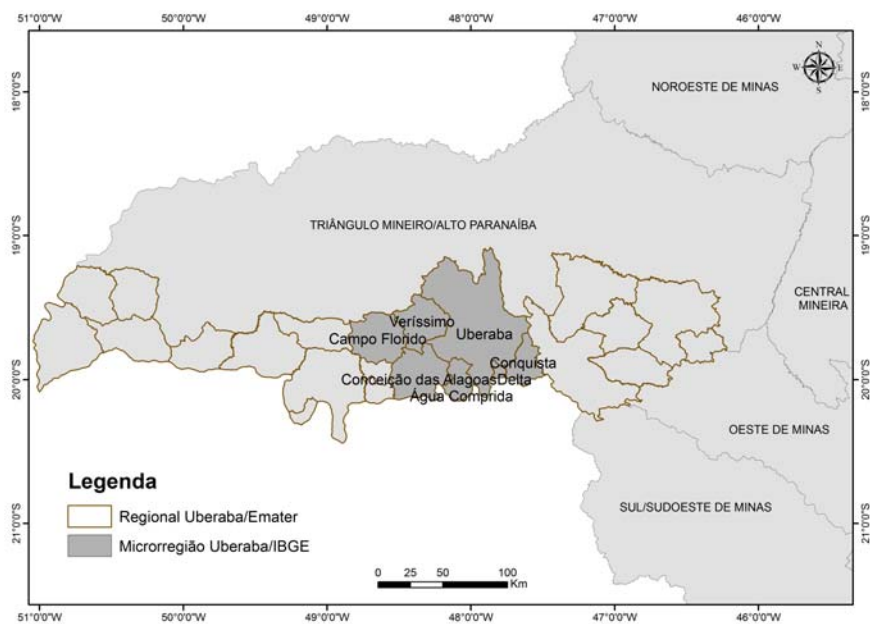 51°0'0"O 50°0'0"O 49°0'0"O 48°0'0"O 47°0'0"O 46°0'0"O
N
W E
S
18°0'0"S 18°0'0"S
NOROESTE DE MINAS
19°0'0"S 19°0'0"S
TRIÂNGULO MINEIRO/ALTO PARANAÍBA
CENTRAL
MINEIRA
Veríssimo
Campo Florido
Uberaba
Conquista
20°0'0"S 20°0'0"S
Conceição das Alagoas
Delta
Água Comprida
OESTE DE MINAS
Legenda
Regional Uberaba/Emater
Microrregião Uberaba/IBGE
SUL/SUDOESTE DE MINAS
21°0'0"S 21°0'0"S
0 25 50 100
Km
51°0'0"O 50°0'0"O 49°0'0"O 48°0'0"O 47°0'0"O 46°0'0"O